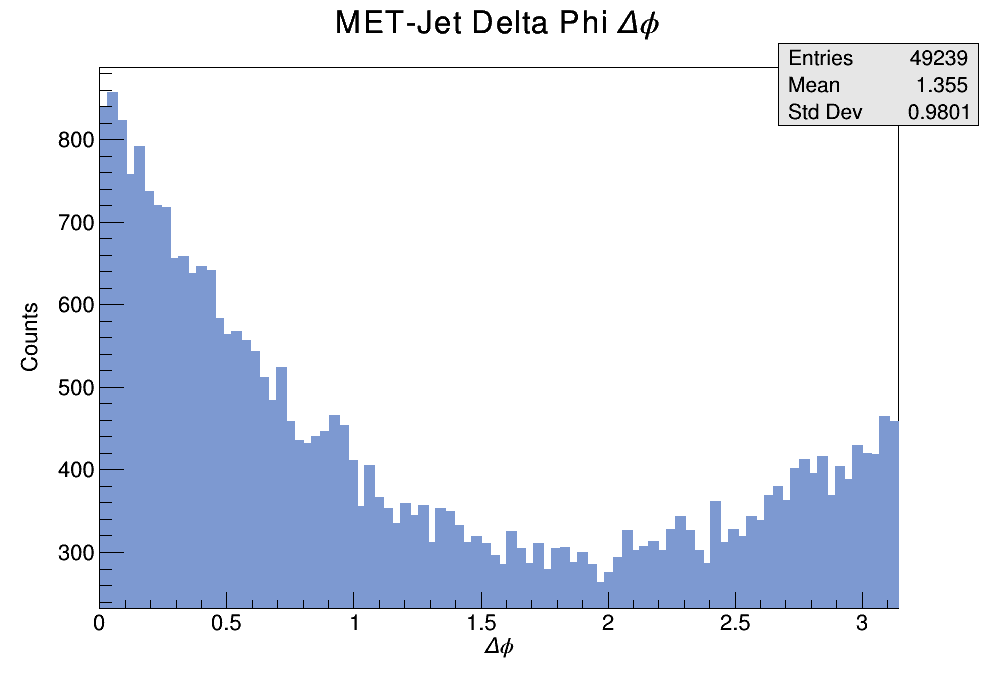 MET-Jet Delta Phi Δϕ
Entries 49239
Mean 1.355
Std Dev 0.9801
800
700
600
500
400
300
Counts
0 0.5 1 1.5 2 2.5 3
Δϕ